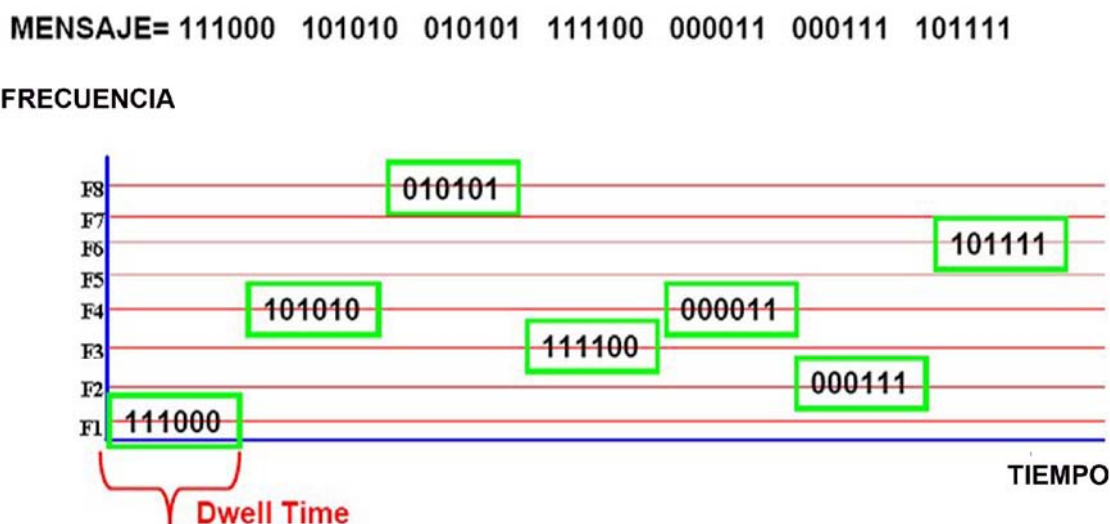 MENSAJE= 111000 101010 010101 111100 000011 000111 101111
FRECUENCIA
F8 010101
F7
F6 101111
F5
F4 101010 000011
F3 111100
F2 000111
F1 111000
TIEMPO
Dwell Time